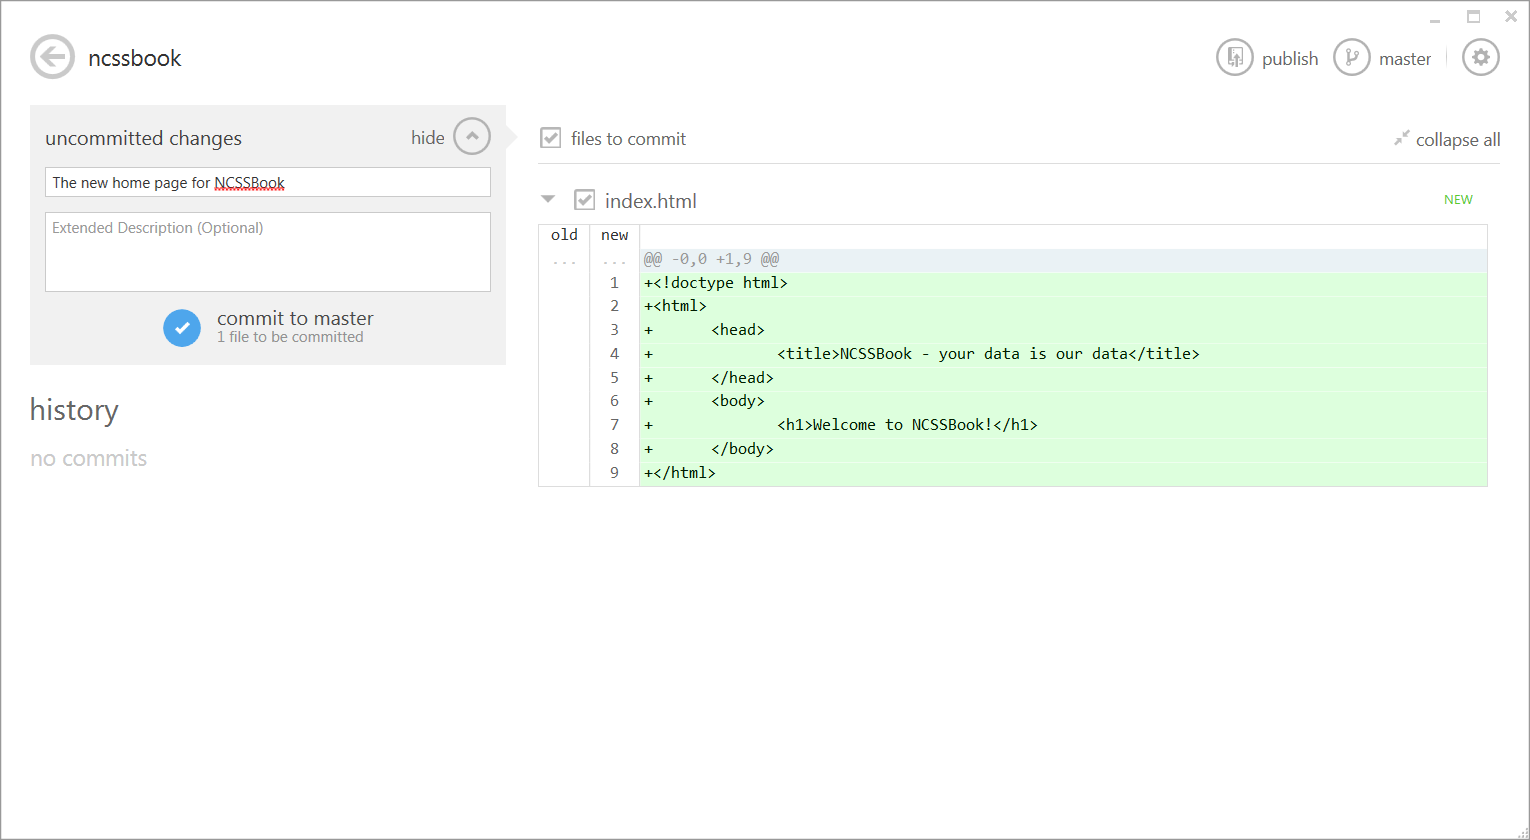 ncssbook
publish master
uncommitted changes hide
The new home page for NCSSBook
Extended Description (Optional)
commit to master
1 file to be committed
history
no commits
files to commit collapse all
index.html NEW
old new
... ... @@ -0,0 +1,9 @@
1 +<!doctype html>
2 +<html>
3 + <head>
4 + <title>NCSSBook - your data is our data</title>
5 + </head>
6 + <body>
7 + <h1>Welcome to NCSSBook!</h1>
8 + </body>
9 +</html>